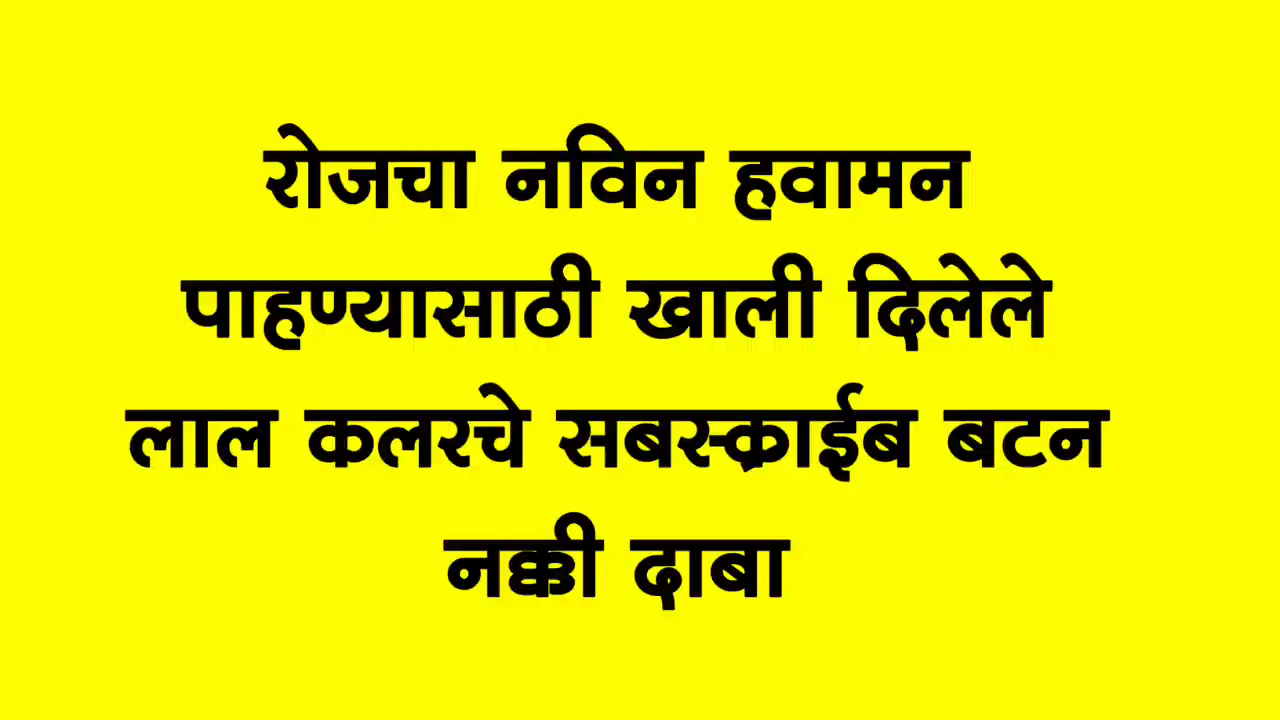 रोजचा नविन हवामन
पाहण्यासाठी खाली दिलेले
लाल कलरचे सबस्क्राईब बटन
नक्की दाबा